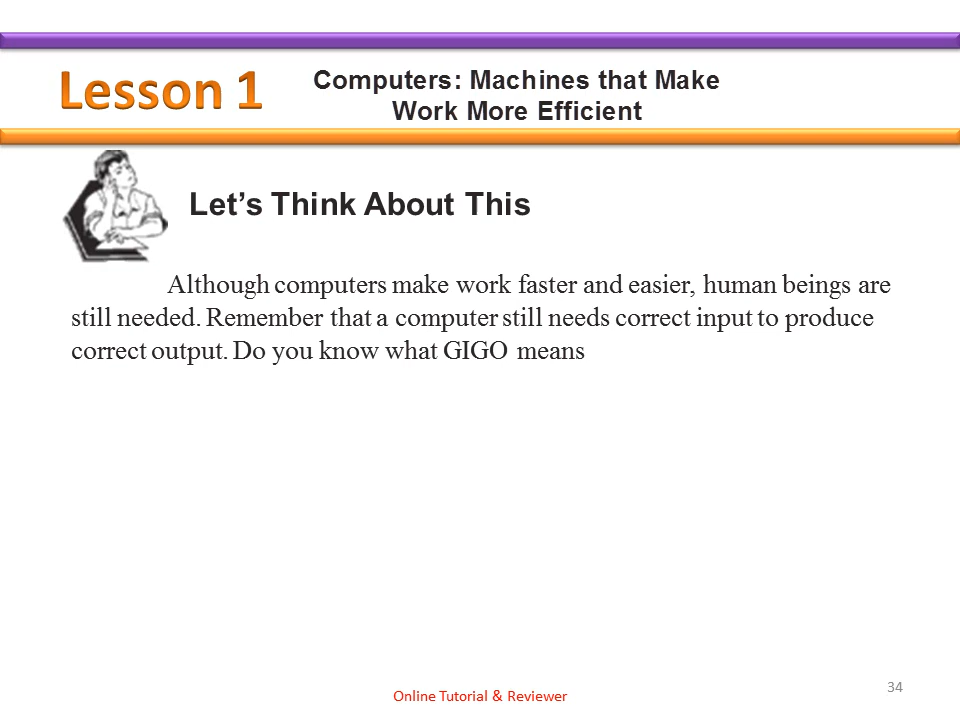 Lesson 1
Computers: Machines that Make
Work More Efficient
Let’s Think About This
Although computers make work faster and easier, human beings are
still needed. Remember that a computer still needs correct input to produce
correct output. Do you know what GIGO means
Online Tutorial & Reviewer
34